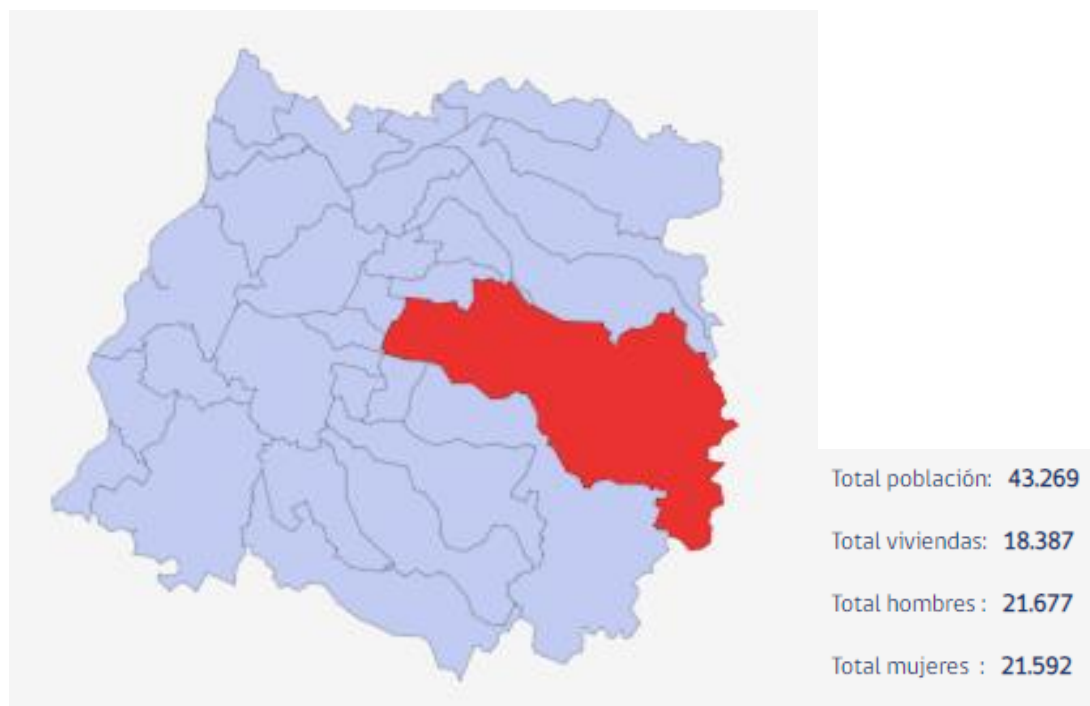 Total población: 43.269
Total viviendas: 18.387
Total hombres : 21.677
Total mujeres : 21.592